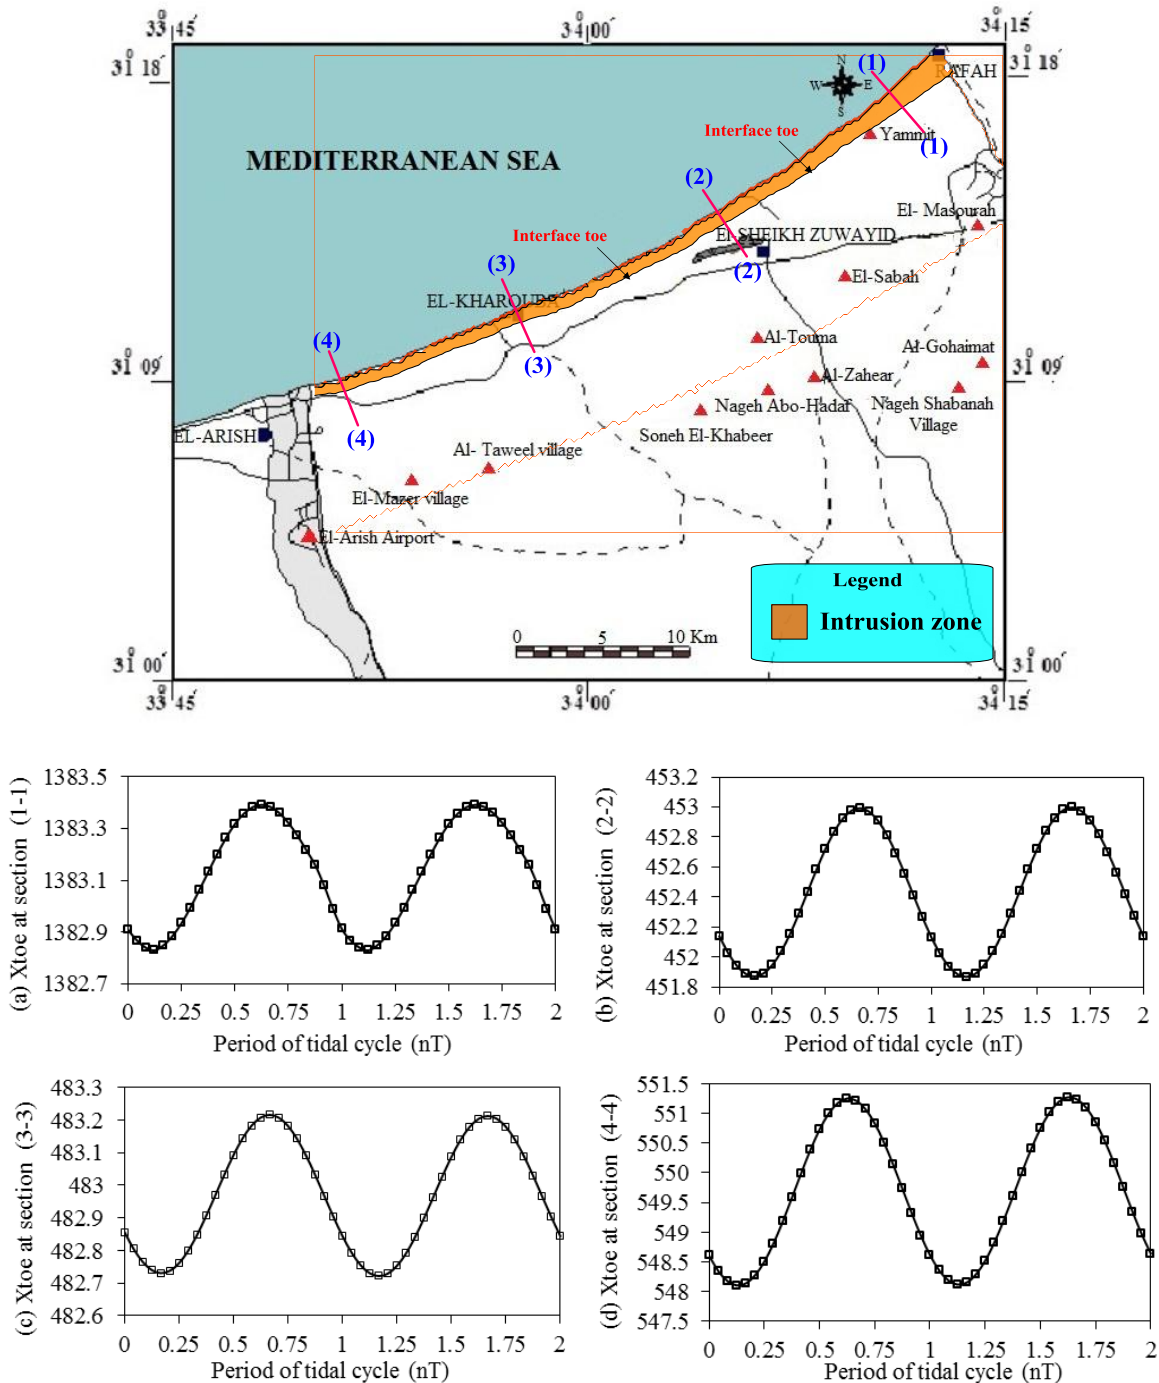 33°45´
34°00´
34°15´
31°18´
31°18´
(1)
N
W
E
S
RAFAH
Interface toe
Yammit
(1)
MEDITERRANEAN SEA
(2)
El- Masourah
Interface toe
El-SHEIKH ZUWAYID
(3)
(2)
El-Sabah
EL-KHAROUBA
(4)
Al-Touma
Al-Gohaimat
31°09´
(3)
31°09´
Al-Zahear
Nageh Abo-Hadaf
Nageh Shabanah
Village
EL-ARISH
(4)
Soneh El-Khabeer
Al- Taweel village
El-Mazer village
El-Arish Airport
Legend
Intrusion zone
0 5 10 Km
31°00´
31°00´
33°45´
34°00´
34°15´
(a) Xtoe at section (1-1)
1383.5
1383.3
1383.1
1382.9
1382.7
0 0.25 0.5 0.75 1 1.25 1.5 1.75 2
Period of tidal cycle (nT)
(b) Xtoe at section (2-2)
453.2
453
452.8
452.6
452.4
452.2
452
451.8
0 0.25 0.5 0.75 1 1.25 1.5 1.75 2
Period of tidal cycle (nT)
(c) Xtoe at section (3-3)
483.3
483.2
483.1
483
482.9
482.8
482.7
482.6
0 0.25 0.5 0.75 1 1.25 1.5 1.75 2
Period of tidal cycle (nT)
(d) Xtoe at section (4-4)
551.5
551
550.5
550
549.5
549
548.5
548
547.5
0 0.25 0.5 0.75 1 1.25 1.5 1.75 2
Period of tidal cycle (nT)